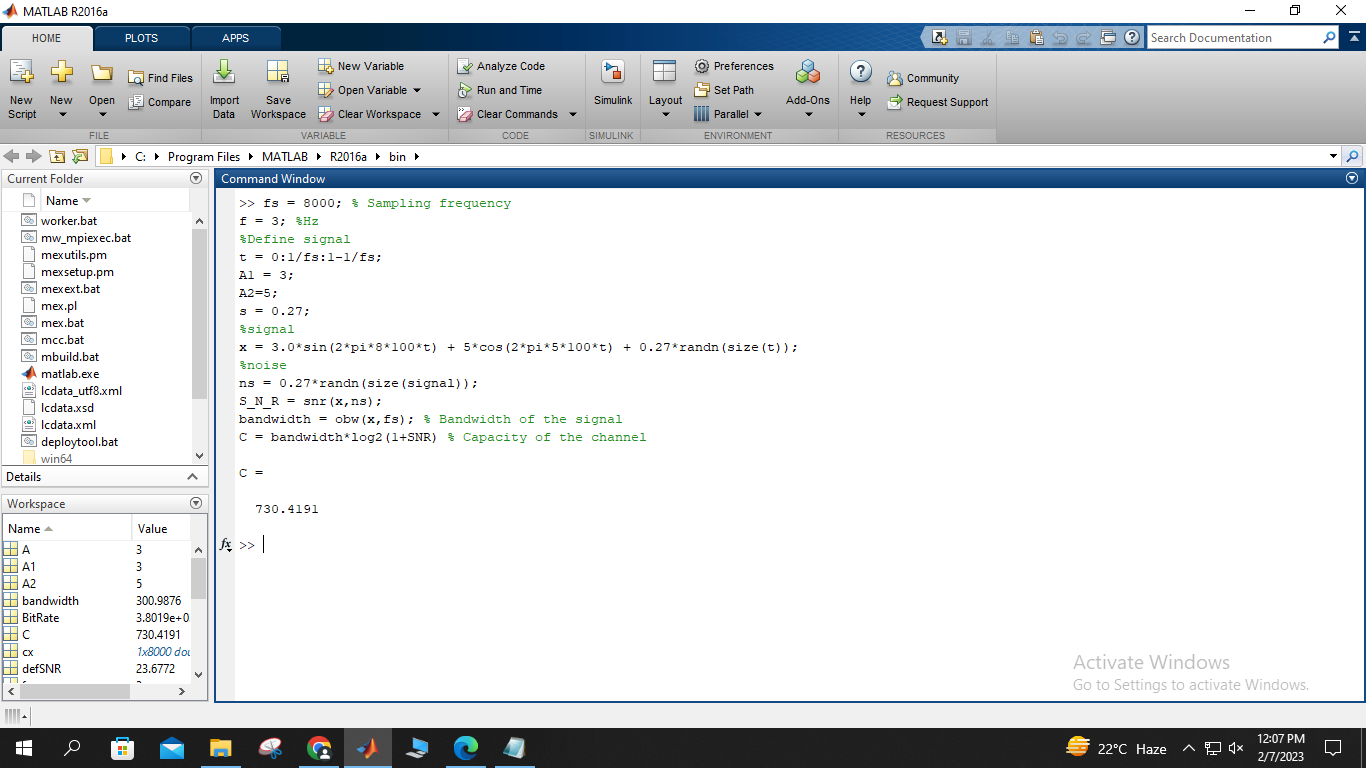 MATLAB R2016a
HOME PLOTS APPS
Search Documentation
New Script
New
Open
Find Files
Compare
Import Data
Save Workspace
New Variable
Open Variable
Clear Workspace
Analyze Code
Run and Time
Clear Commands
Simulink
Layout
Preferences
Set Path
Parallel
Add-Ons
Help
Community
Request Support
FILE VARIABLE CODE SIMULINK ENVIRONMENT RESOURCES
C: Program Files MATLAB R2016a bin
Current Folder
Name
worker.bat
mw_mpiexec.bat
mexutils.pm
mexsetup.pm
mexext.bat
mex.pl
mex.bat
mcc.bat
mbuild.bat
matlab.exe
lcdata_utf8.xml
lcdata.xsd
lcdata.xml
deploytool.bat
win64
Details
Workspace
Name Value
A 3
A1 3
A2 5
bandwidth 300.9876
BitRate 3.8019e+0
C 730.4191
cx 1x8000 dou
defSNR 23.6772
Command Window
>> fs = 8000; % Sampling frequency
f = 3; %Hz
%Define signal
t = 0:1/fs:1-1/fs;
A1 = 3;
A2=5;
s = 0.27;
%signal
x = 3.0*sin(2*pi*8*100*t) + 5*cos(2*pi*5*100*t) + 0.27*randn(size(t));
%noise
ns = 0.27*randn(size(signal));
S_N_R = snr(x,ns);
bandwidth = obw(x,fs); % Bandwidth of the signal
C = bandwidth*log2(1+SNR) % Capacity of the channel
C =
730.4191
fx >>
Activate Windows
Go to Settings to activate Windows.
22°C Haze
12:07 PM
2/7/2023